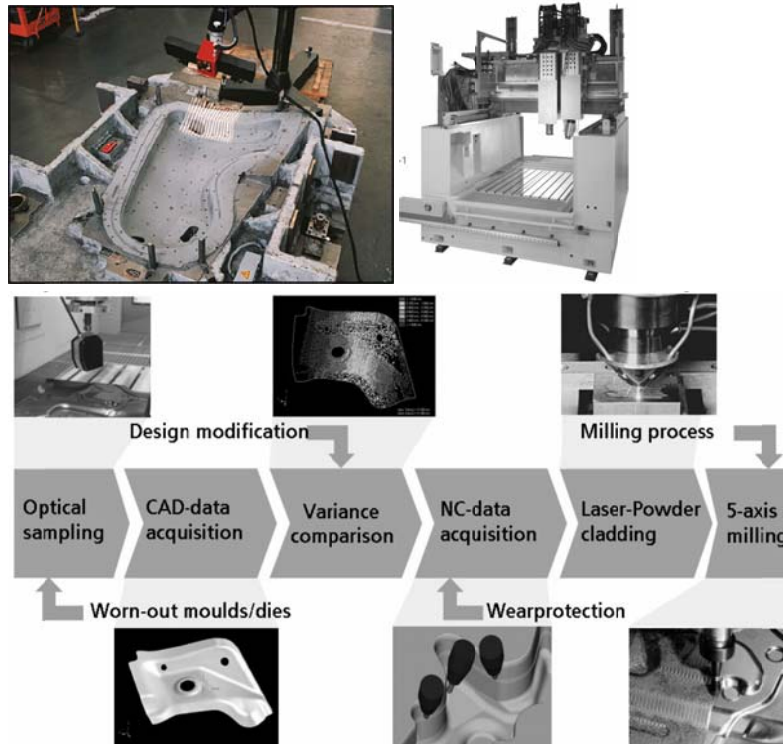 -1
Design modification
Milling process
Optical
sampling
CAD-data
acquisition
Variance
comparison
NC-data
acquisition
Laser-Powder
cladding
5-axis
milling
Worn-out moulds/dies
Wearprotection